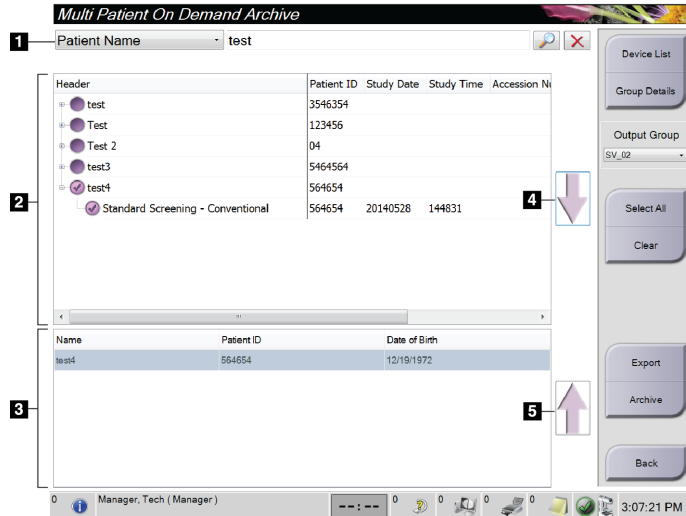 Multi Patient On Demand Archive
1 Patient Name test
Device List
Group Details
Output Group
SV_02
Select All
Clear
Export
Archive
Back
2
Header Patient ID Study Date Study Time Accession Nu
test 3546354
Test 123456
Test 2 04
test3 5464564
test4 564654
Standard Screening - Conventional 564654 20140528 144831
4
3
Name Patient ID Date of Birth
test4 564654 12/19/1972
5
0 Manager, Tech ( Manager ) --:-- 0 0 0 0 3:07:21 PM